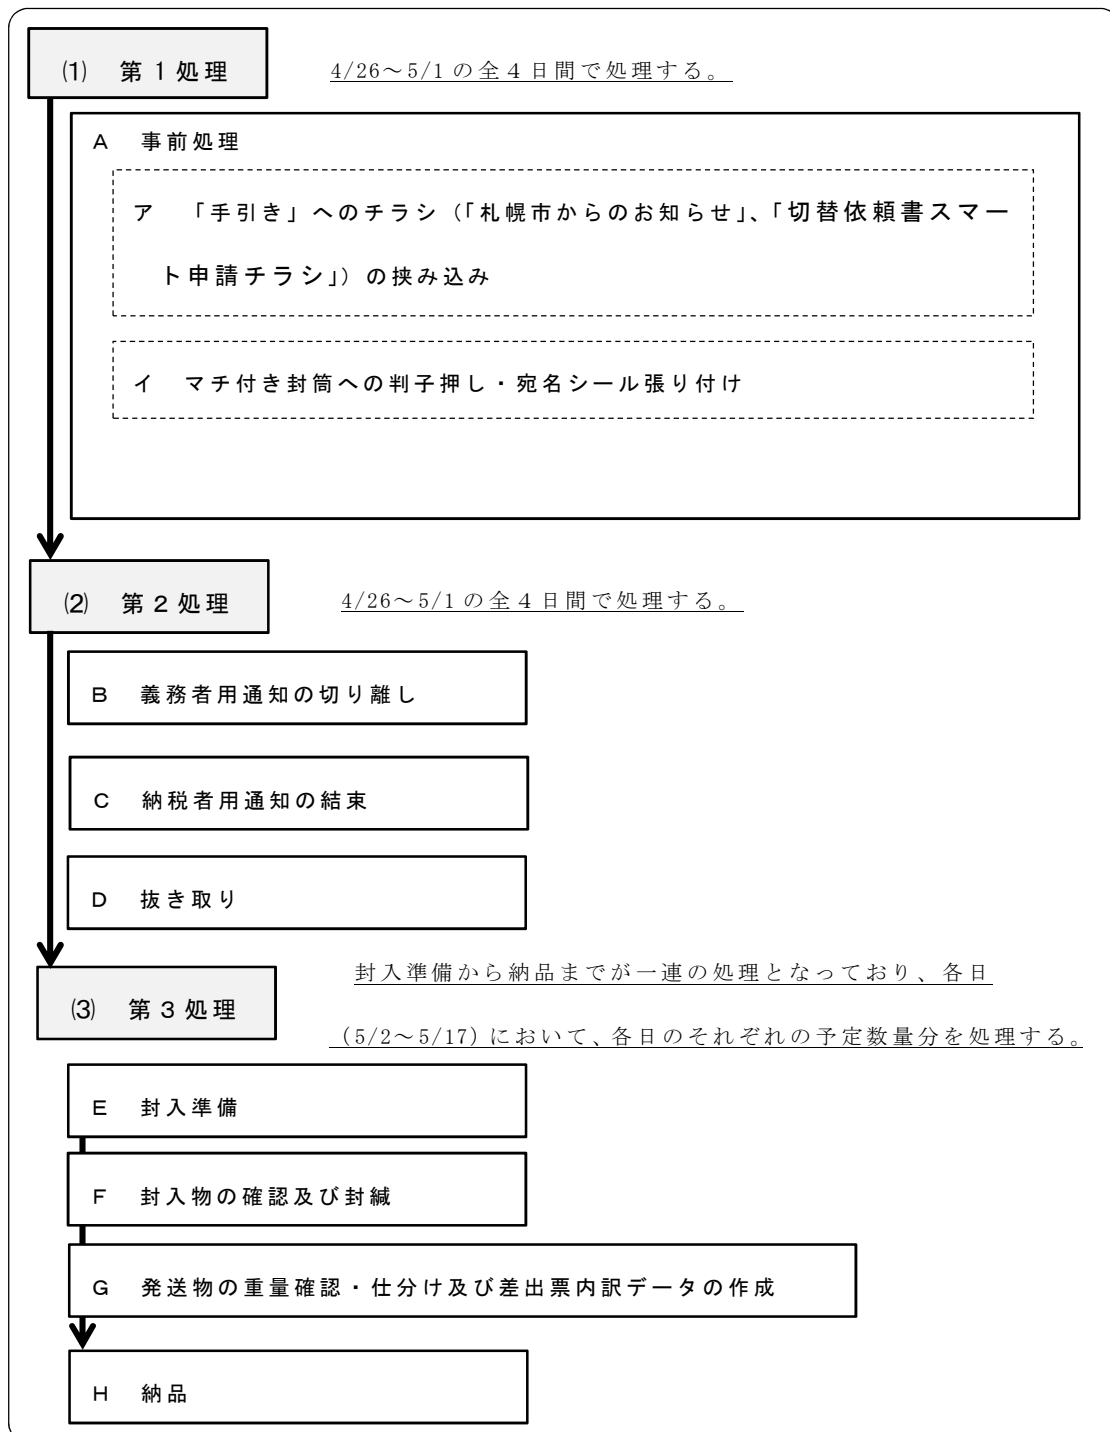 ⑴ 第１処理 4/26～5/1の全４日間で処理する。
A 事前処理
ア 「手引き」へのチラシ（「札幌市からのお知らせ」、「切替依頼書スマー
ト申請チラシ」）の挟み込み
イ マチ付き封筒への判子押し・宛名シール張り付け
⑵ 第２処理 4/26～5/1の全４日間で処理する。
B 義務者用通知の切り離し
C 納税者用通知の結束
D 抜き取り
封入準備から納品までが一連の処理となっており、各日
⑶ 第３処理
(5/2～5/17)において、各日のそれぞれの予定数量分を処理する。
E 封入準備
F 封入物の確認及び封緘
G 発送物の重量確認・仕分け及び差出票内訳データの作成
H 納品